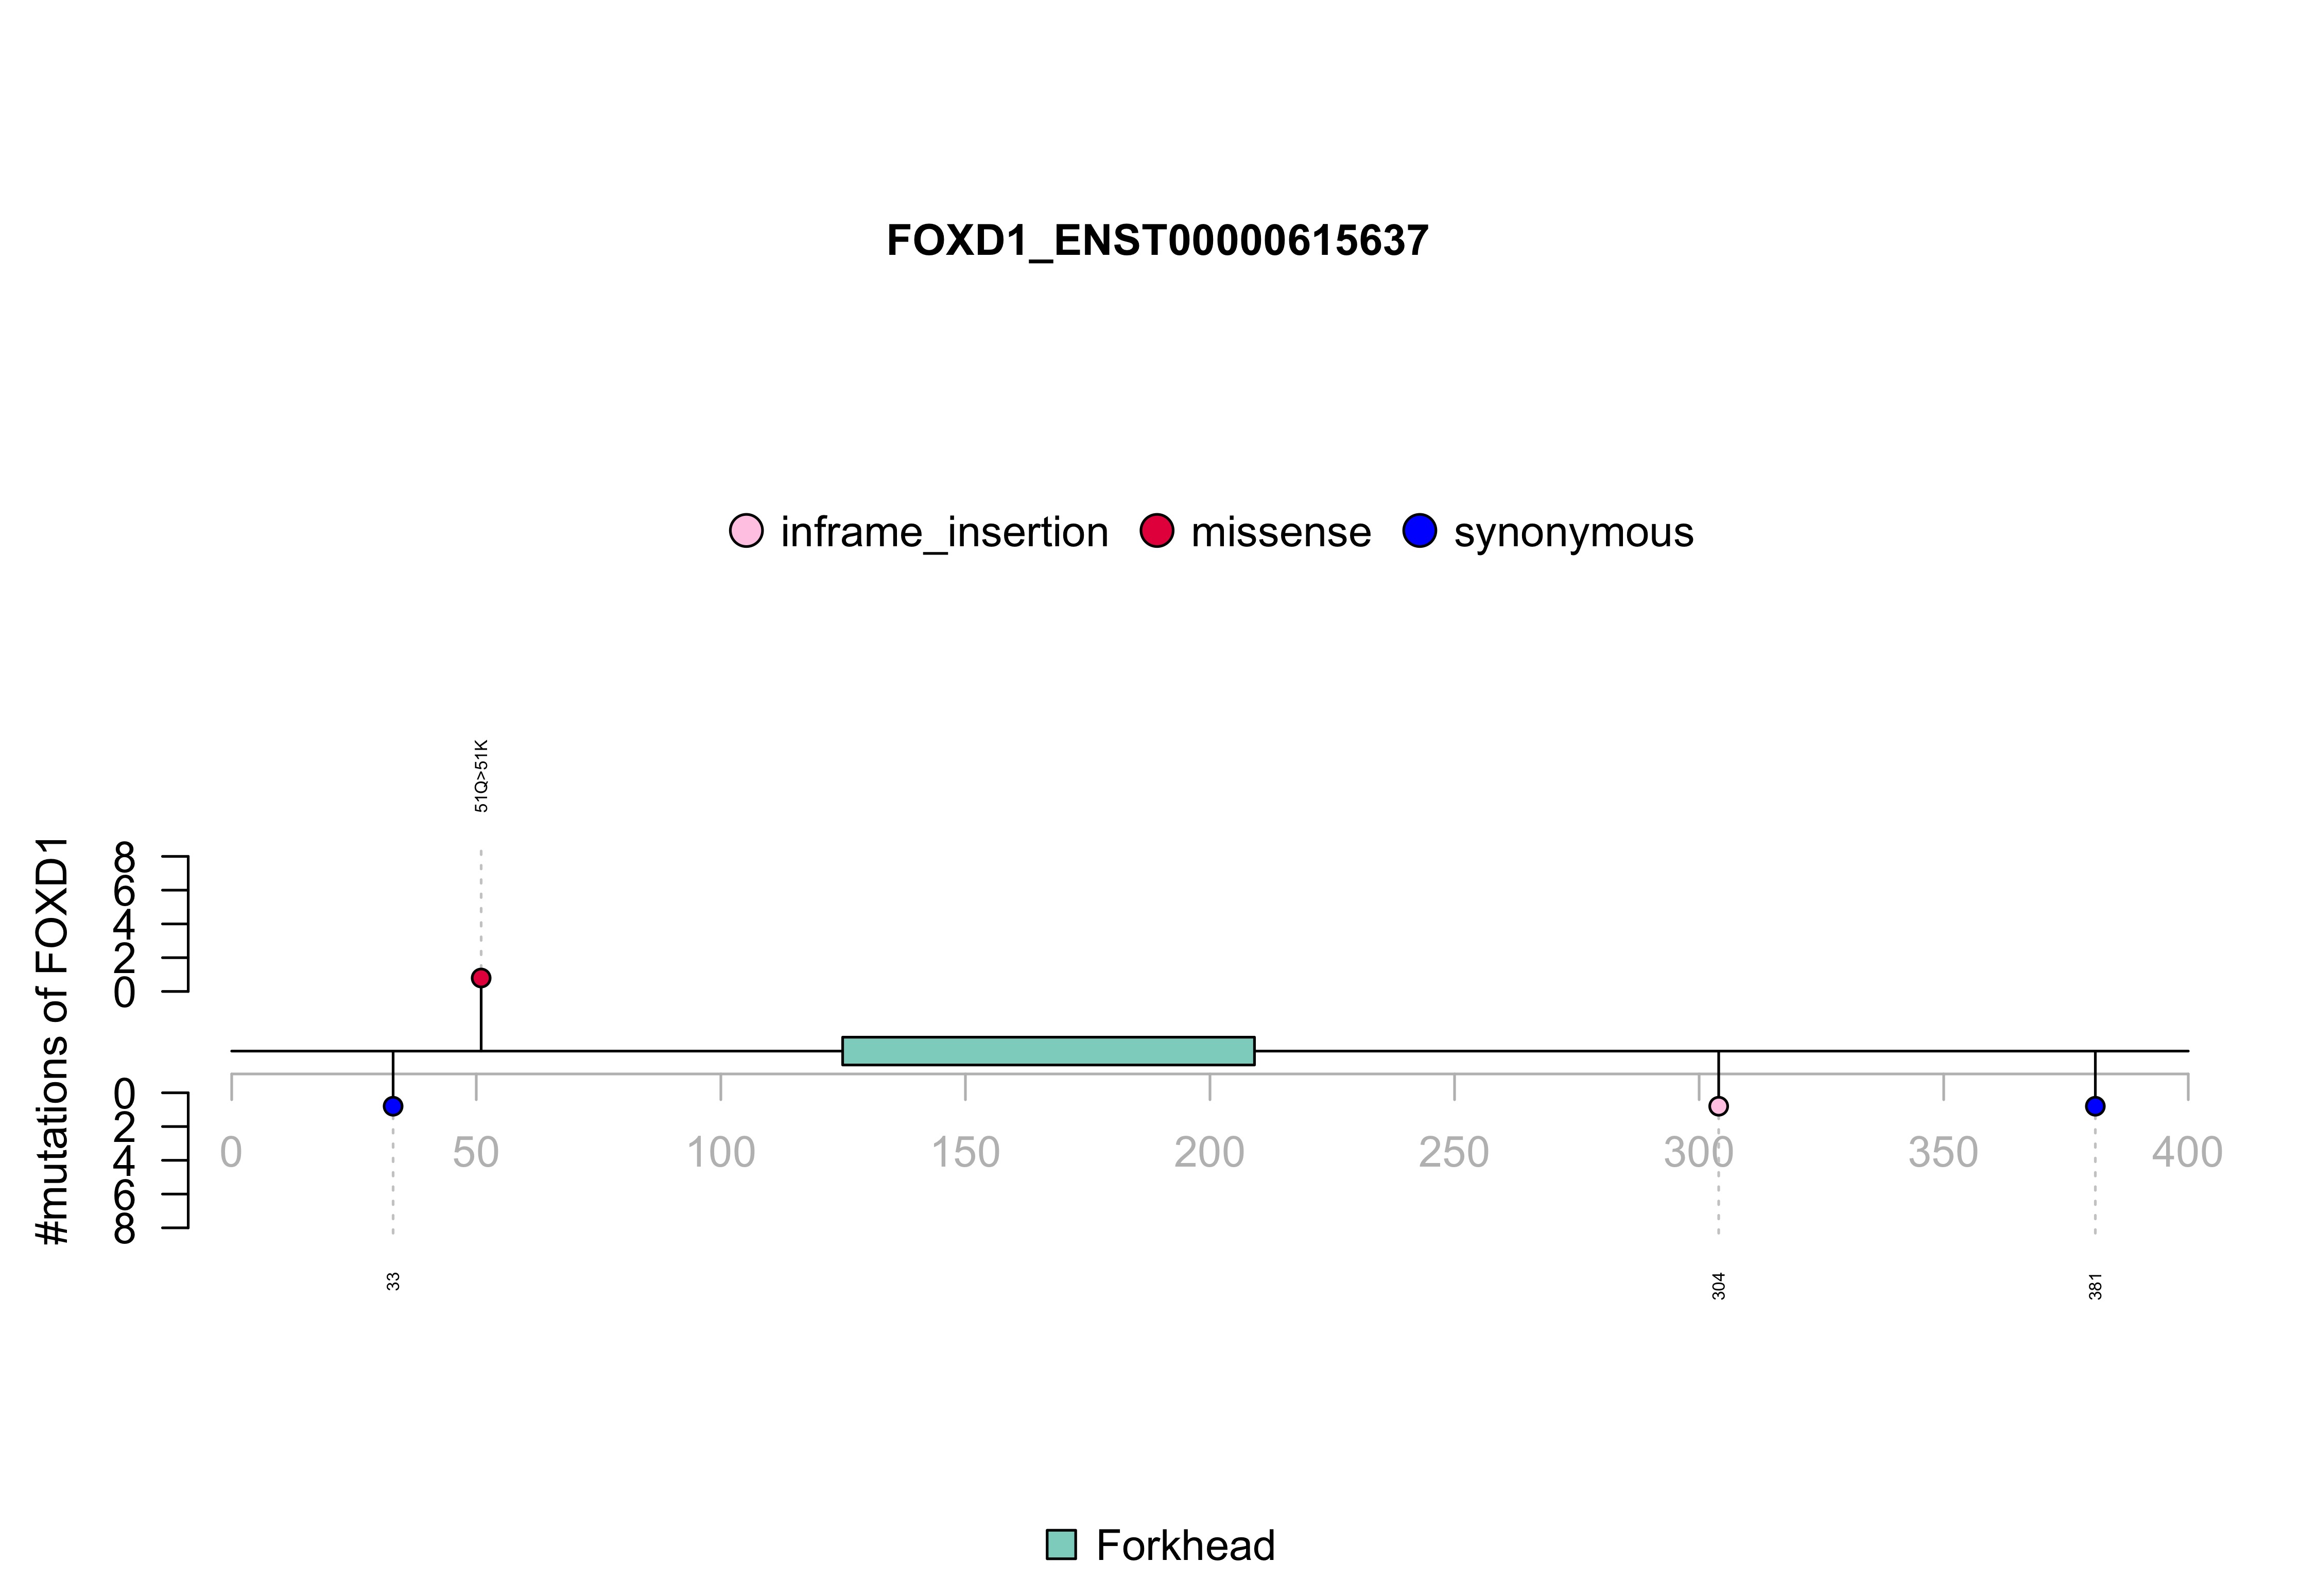 FOXD1_ENST00000615637
inframe_insertion missense synonymous
51Q>51K
#mutations of FOXD1
8
6
4
2
0
0
2
4
6
8
0 50 100 150 200 250 300 350 400
33 304 381
Forkhead